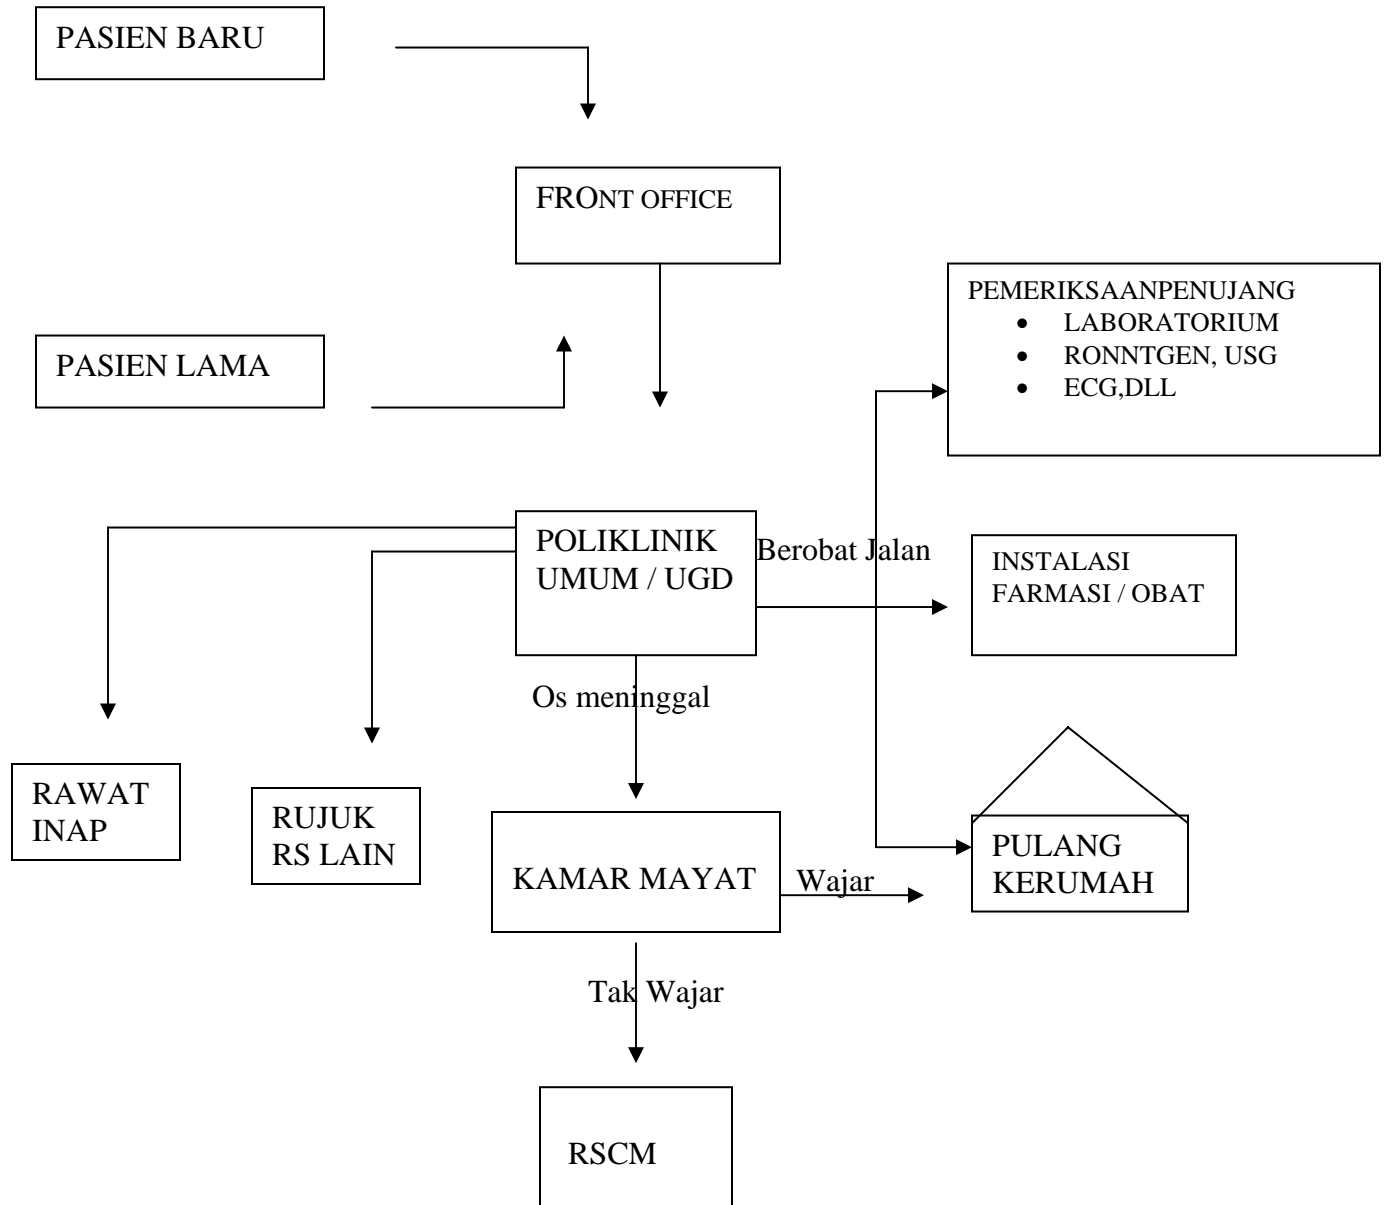 PASIEN BARU
FRONT OFFICE
PEMERIKSAANPENUJANG
• LABORATORIUM
• RONNTGEN, USG
• ECG,DLL
PASIEN LAMA
POLIKLINIK
UMUM / UGD
Berobat Jalan
INSTALASI
FARMASI / OBAT
Os meninggal
RAWAT
INAP
RUJUK
RS LAIN
KAMAR MAYAT
Wajar
PULANG
KERUMAH
Tak Wajar
RSCM